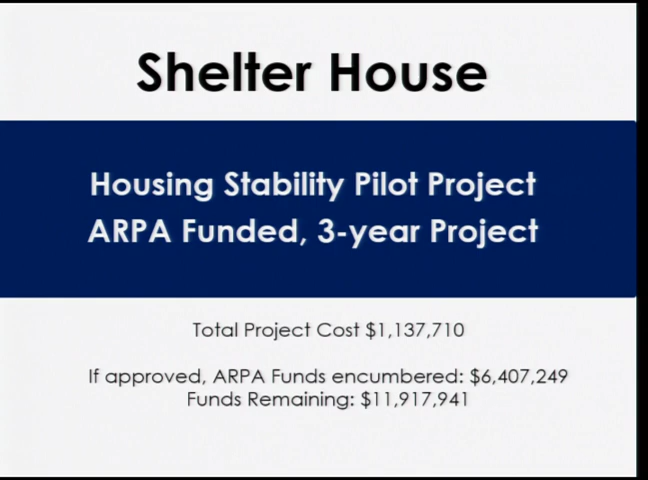 Shelter House
Housing Stability Pilot Project
ARPA Funded, 3-year Project
Total Project Cost $1,137,710
If approved, ARPA Funds encumbered: $6,407,249
Funds Remaining: $11,917,941